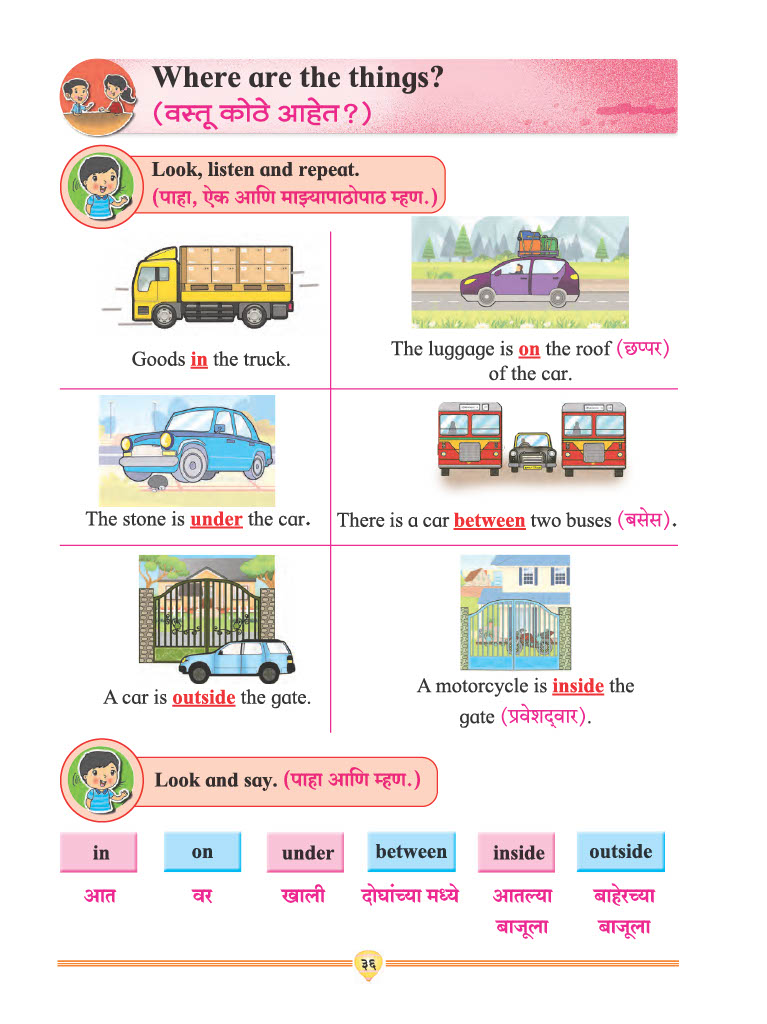 Where are the things?
(वस्तू कोठे आहेत?)
Look, listen and repeat.
(पाहा, ऐक आणि माझ्यापाठोपाठ म्हण.)
Goods in the truck.
The luggage is on the roof (छप्पर)
of the car.
The stone is under the car.
There is a car between two buses (बसेस).
A car is outside the gate.
A motorcycle is inside the
gate (प्रवेशद्वार).
Look and say. (पाहा आणि म्हण.)
in on under between inside outside
आत वर खाली दोघांच्या मध्ये आतल्या बाहेरच्या
बाजूला बाजूला
३६